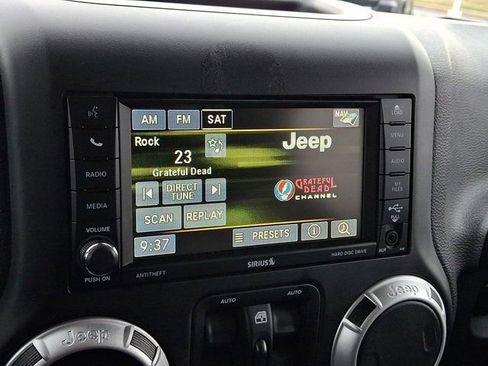 AM FM SAT NAV
LOAD
Rock
23
Grateful Dead
Jeep
MENU
RADIO
DIRECT
TUNE
AUDIO
GRATEFUL
DEAD
CHANNEL
MEDIA
SCAN REPLAY
MY
FILES
VOLUME
PULL
9:37
PRESETS
PUSH ON
ANTITHEFT
SIRIUS
HARD DISC DRIVE
AUX
AUTO AUTO
Jeep
Jeep